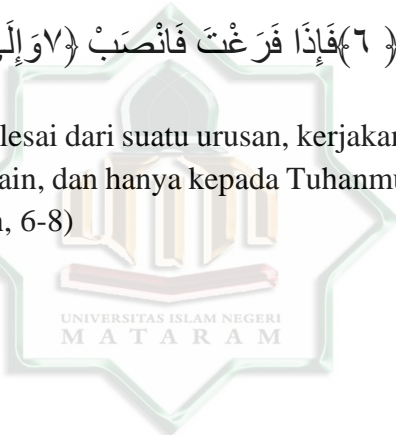 ﴿ ٦﴾فَإِذَا فَرَغْتَ فَانْصَبْ ﴿٧
lesai dari suatu urusan, kerjakan
ain, dan hanya kepada Tuhanmu
, 6-8)
UNIVERSITAS ISLAM NEGERI
MATARAM